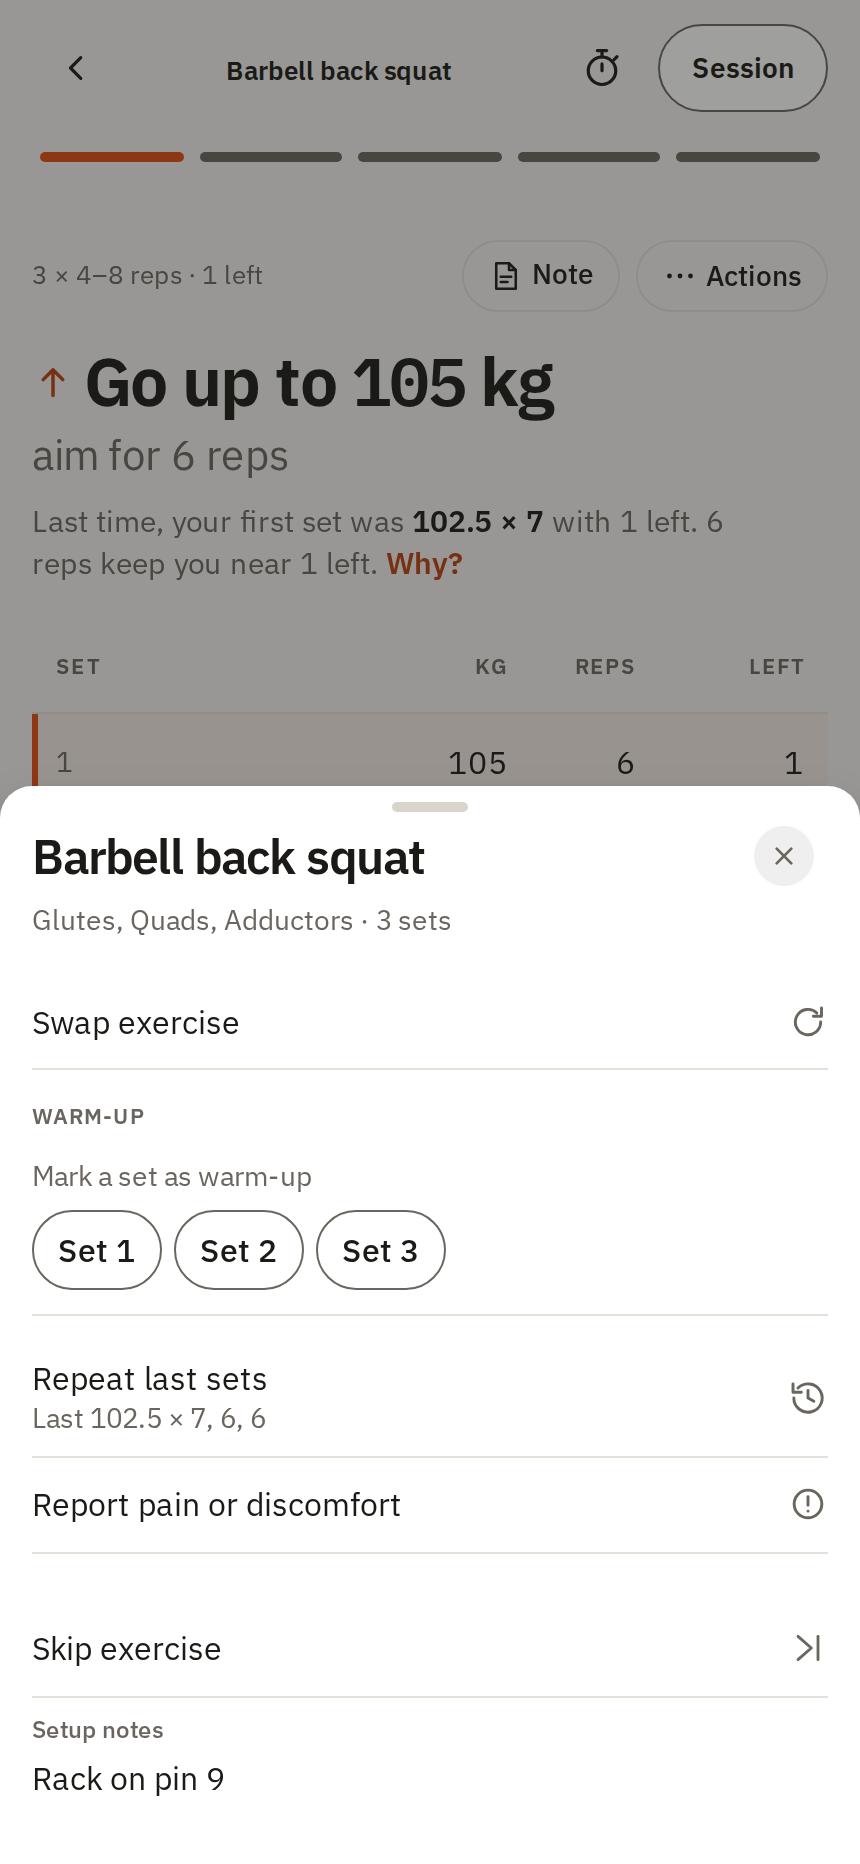 Barbell back squat
Session
3 × 4–8 reps · 1 left
Note
Actions
↑ Go up to 105 kg
aim for 6 reps
Last time, your first set was 102.5 × 7 with 1 left. 6
reps keep you near 1 left. Why?
SET KG REPS LEFT
1 105 6 1
Barbell back squat
Glutes, Quads, Adductors · 3 sets
Swap exercise
WARM-UP
Mark a set as warm-up
Set 1 Set 2 Set 3
Repeat last sets
Last 102.5 × 7, 6, 6
Report pain or discomfort
Skip exercise
Setup notes
Rack on pin 9